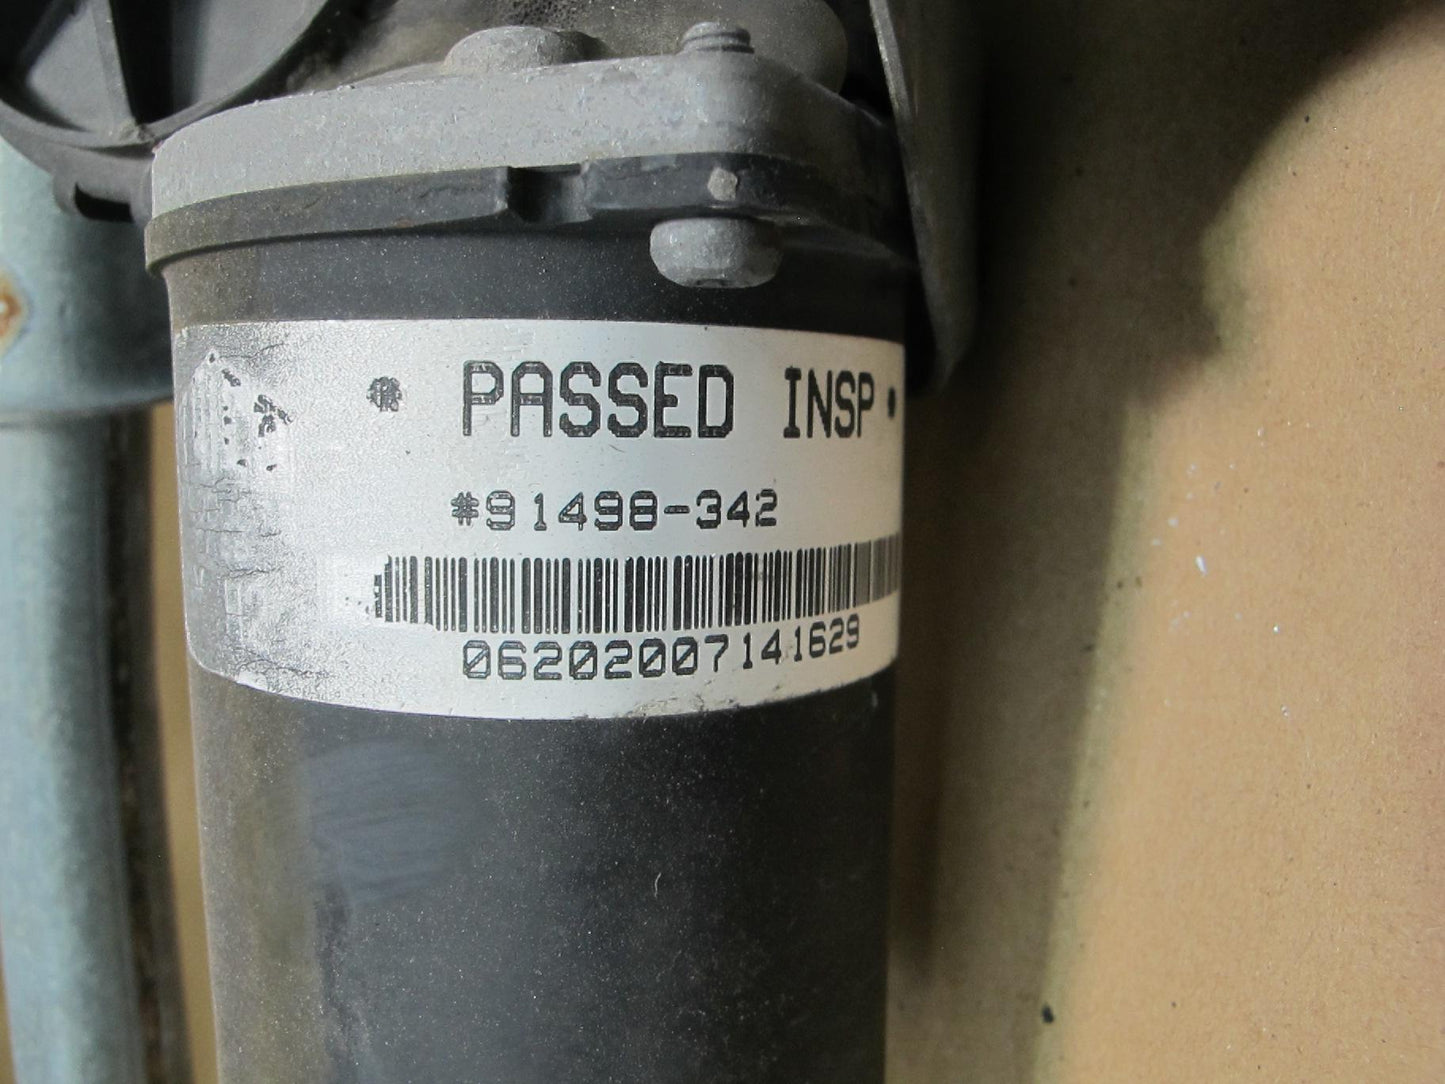 * PASSED INSP *
#91498-342
06202007141629